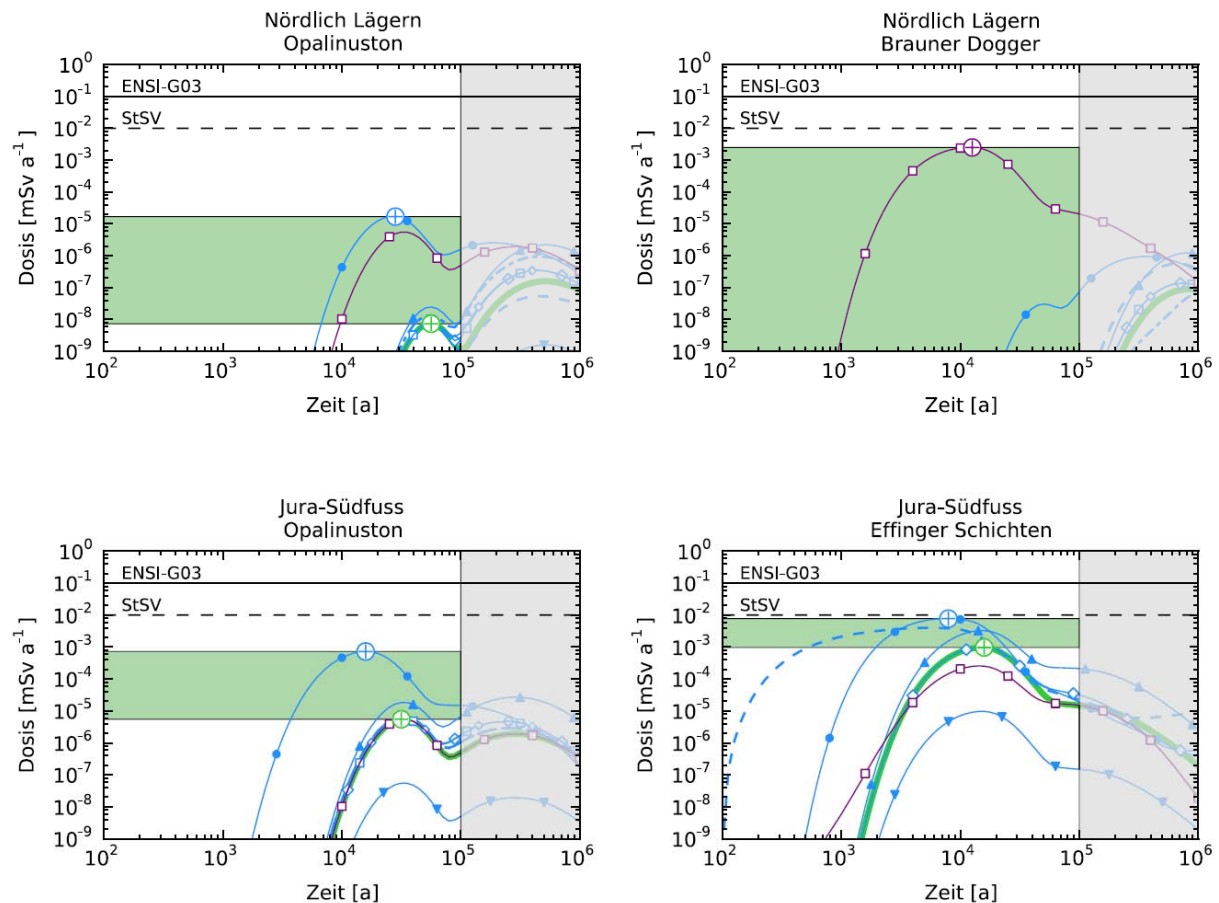 Nördlich Lägern
Opalinuston
10^0
10^-1
10^-2
10^-3
10^-4
10^-5
10^-6
10^-7
10^-8
10^-9
Dosis [mSv a^-1]
ENSI-G03
StSV
10^2 10^3 10^4 10^5 10^6
Zeit [a]
Nördlich Lägern
Brauner Dogger
10^0
10^-1
10^-2
10^-3
10^-4
10^-5
10^-6
10^-7
10^-8
10^-9
Dosis [mSv a^-1]
ENSI-G03
StSV
10^2 10^3 10^4 10^5 10^6
Zeit [a]
Jura-Südfuss
Opalinuston
10^0
10^-1
10^-2
10^-3
10^-4
10^-5
10^-6
10^-7
10^-8
10^-9
Dosis [mSv a^-1]
ENSI-G03
StSV
10^2 10^3 10^4 10^5 10^6
Zeit [a]
Jura-Südfuss
Effinger Schichten
10^0
10^-1
10^-2
10^-3
10^-4
10^-5
10^-6
10^-7
10^-8
10^-9
Dosis [mSv a^-1]
ENSI-G03
StSV
10^2 10^3 10^4 10^5 10^6
Zeit [a]